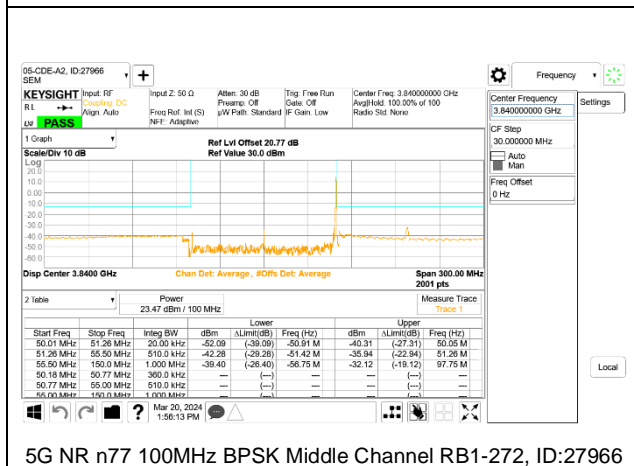 05-CDE-A2, ID:27966
SEM
Frequency
KEYSIGHT
Input: RF
Coupling: DC
Align: Auto
Input Z: 50 Ω
Freq Ref: Int (S)
NFE: Adaptive
Atten: 30 dB
Preamp: Off
µW Path: Standard
Trig: Free Run
Gate: Off
IF Gain: Low
Center Freq: 3.840000000 GHz
Avg|Hold: 100.00% of 100
Radio Std: None
RL
PASS
Center Frequency
3.840000000 GHz
Settings
CF Step
30.000000 MHz
Auto
Man
Freq Offset
0 Hz
1 Graph
Scale/Div 10 dB
Ref Lvl Offset 20.77 dB
Ref Value 30.0 dBm
Log
20.0
10.0
0.00
-10.0
-20.0
-30.0
-40.0
-50.0
-60.0
Disp Center 3.8400 GHz
Chan Det: Average , #Offs Det: Average
Span 300.00 MHz
2001 pts
2 Table
Power
23.47 dBm / 100 MHz
Measure Trace
Trace 1
Lower Upper
Start Freq Stop Freq Integ BW dBm ΔLimit(dB) Freq (Hz) dBm ΔLimit(dB) Freq (Hz)
50.01 MHz 51.26 MHz 20.00 kHz -52.09 (-39.09) -50.91 M -40.31 (-27.31) 50.05 M
51.26 MHz 55.50 MHz 510.0 kHz -42.28 (-29.28) -51.42 M -35.94 (-22.94) 51.26 M
55.50 MHz 150.0 MHz 1.000 MHz -39.40 (-26.40) -56.75 M -32.12 (-19.12) 97.75 M
50.18 MHz 50.77 MHz 360.0 kHz --- (---) --- (---)
50.77 MHz 55.00 MHz 510.0 kHz --- (---) --- (---)
55.00 MHz 150.0 MHz 1.000 MHz --- (---) --- (---)
Local
Mar 20, 2024
1:56:13 PM
5G NR n77 100MHz BPSK Middle Channel RB1-272, ID:27966